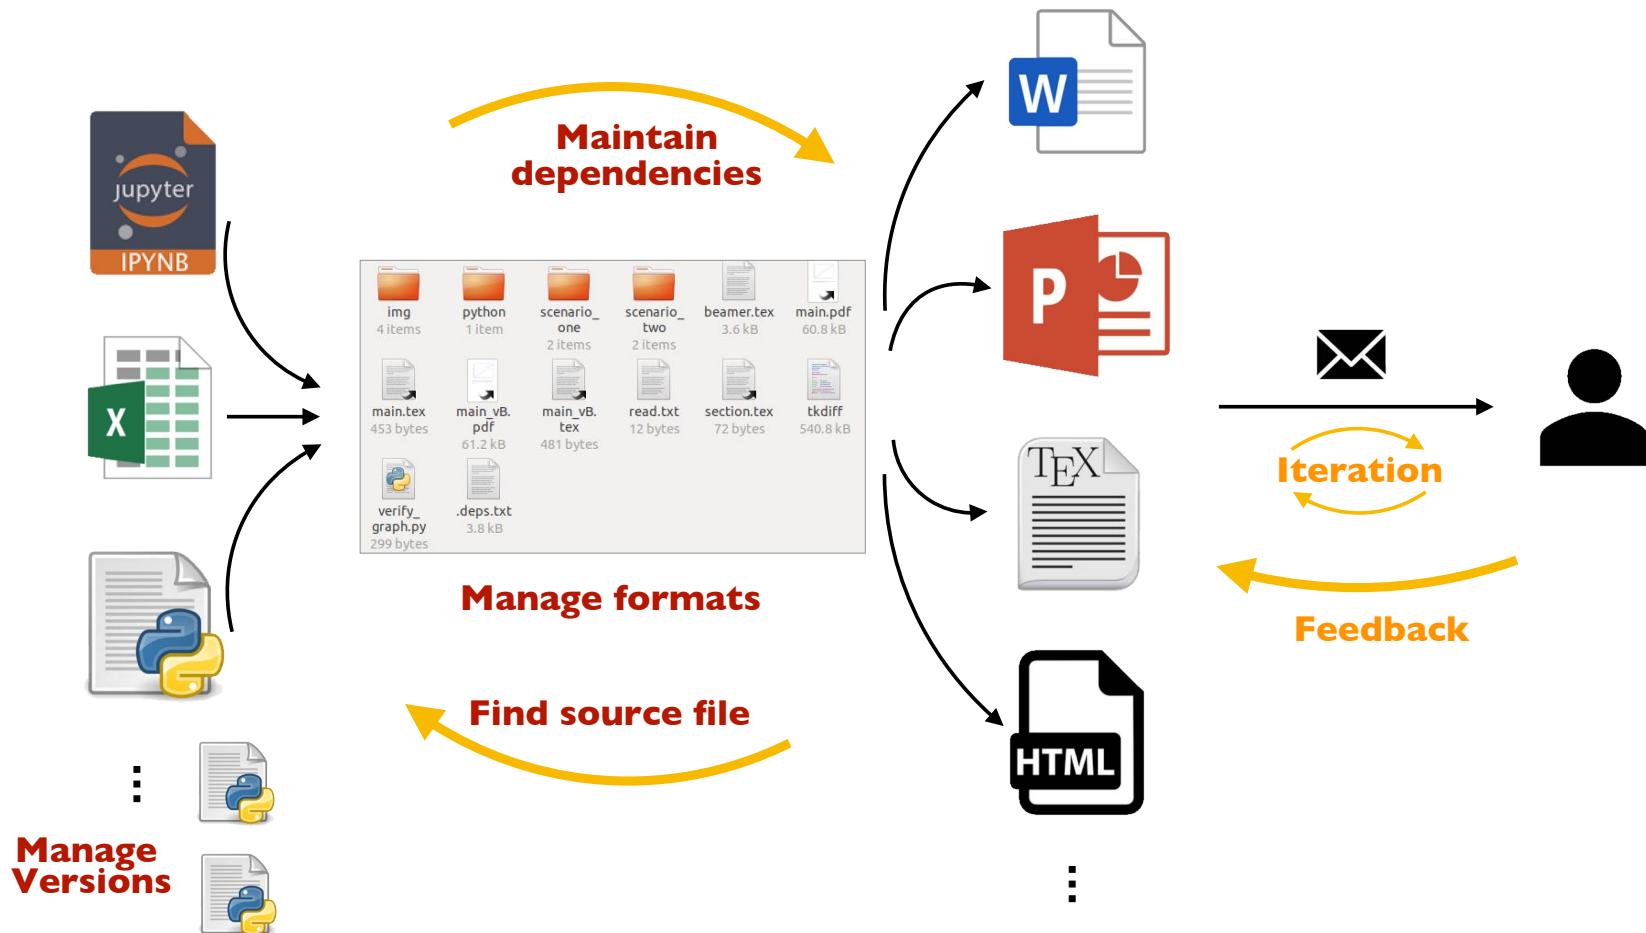 Maintain
dependencies
jupyter
IPYNB
X
Manage
Versions
img
4 items
python
1 item
scenario_
one
2 items
scenario_
two
2 items
beamer.tex
3.6 kB
main.pdf
60.8 kB
main.tex
453 bytes
main_vB.
pdf
61.2 kB
main_vB.
tex
481 bytes
read.txt
12 bytes
section.tex
72 bytes
tkdiff
540.8 kB
verify_
graph.py
299 bytes
.deps.txt
3.8 kB
Manage formats
Find source file
W
P
TEX
HTML
Iteration
Feedback